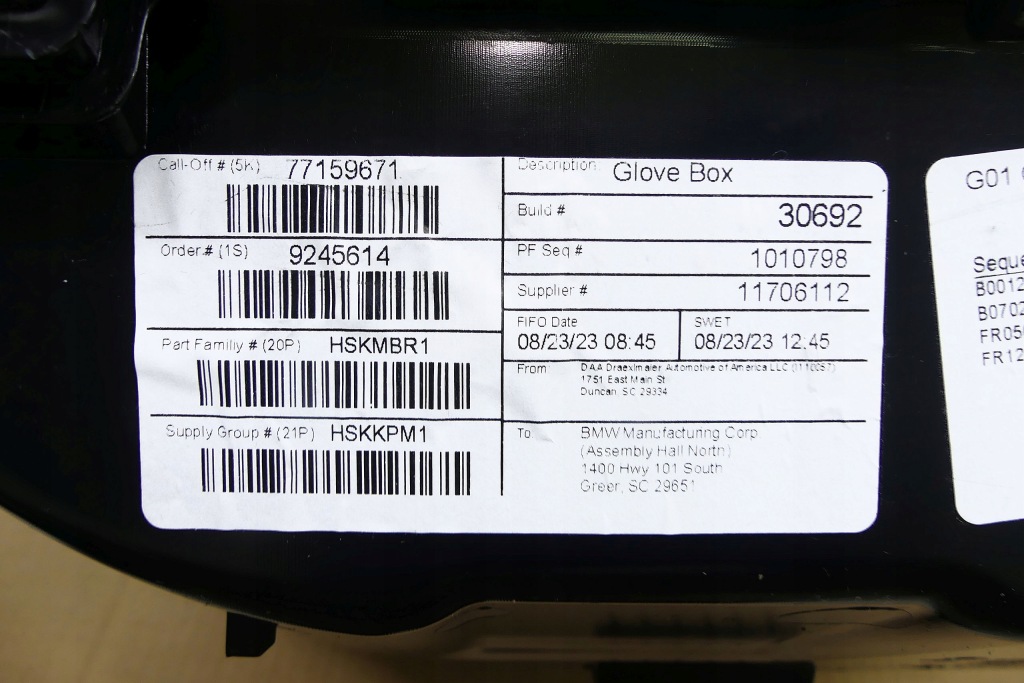 Call-Off # (5K) 77159671
Order # (1S) 9245614
Part Family # (20P) HSKMBR1
Supply Group # (21P) HSKKPM1
Description Glove Box
Build # 30692
PF Seq # 1010798
Supplier # 11706112
FIFO Date
08/23/23 08:45
SWET
08/23/23 12:45
From DAA Draexlmaier Automotive of America LLC
1751 East Main St
Duncan, SC 29334
To BMW Manufacturing Corp
(Assembly Hall North)
1400 Hwy 101 South
Greer, SC 29651
G01